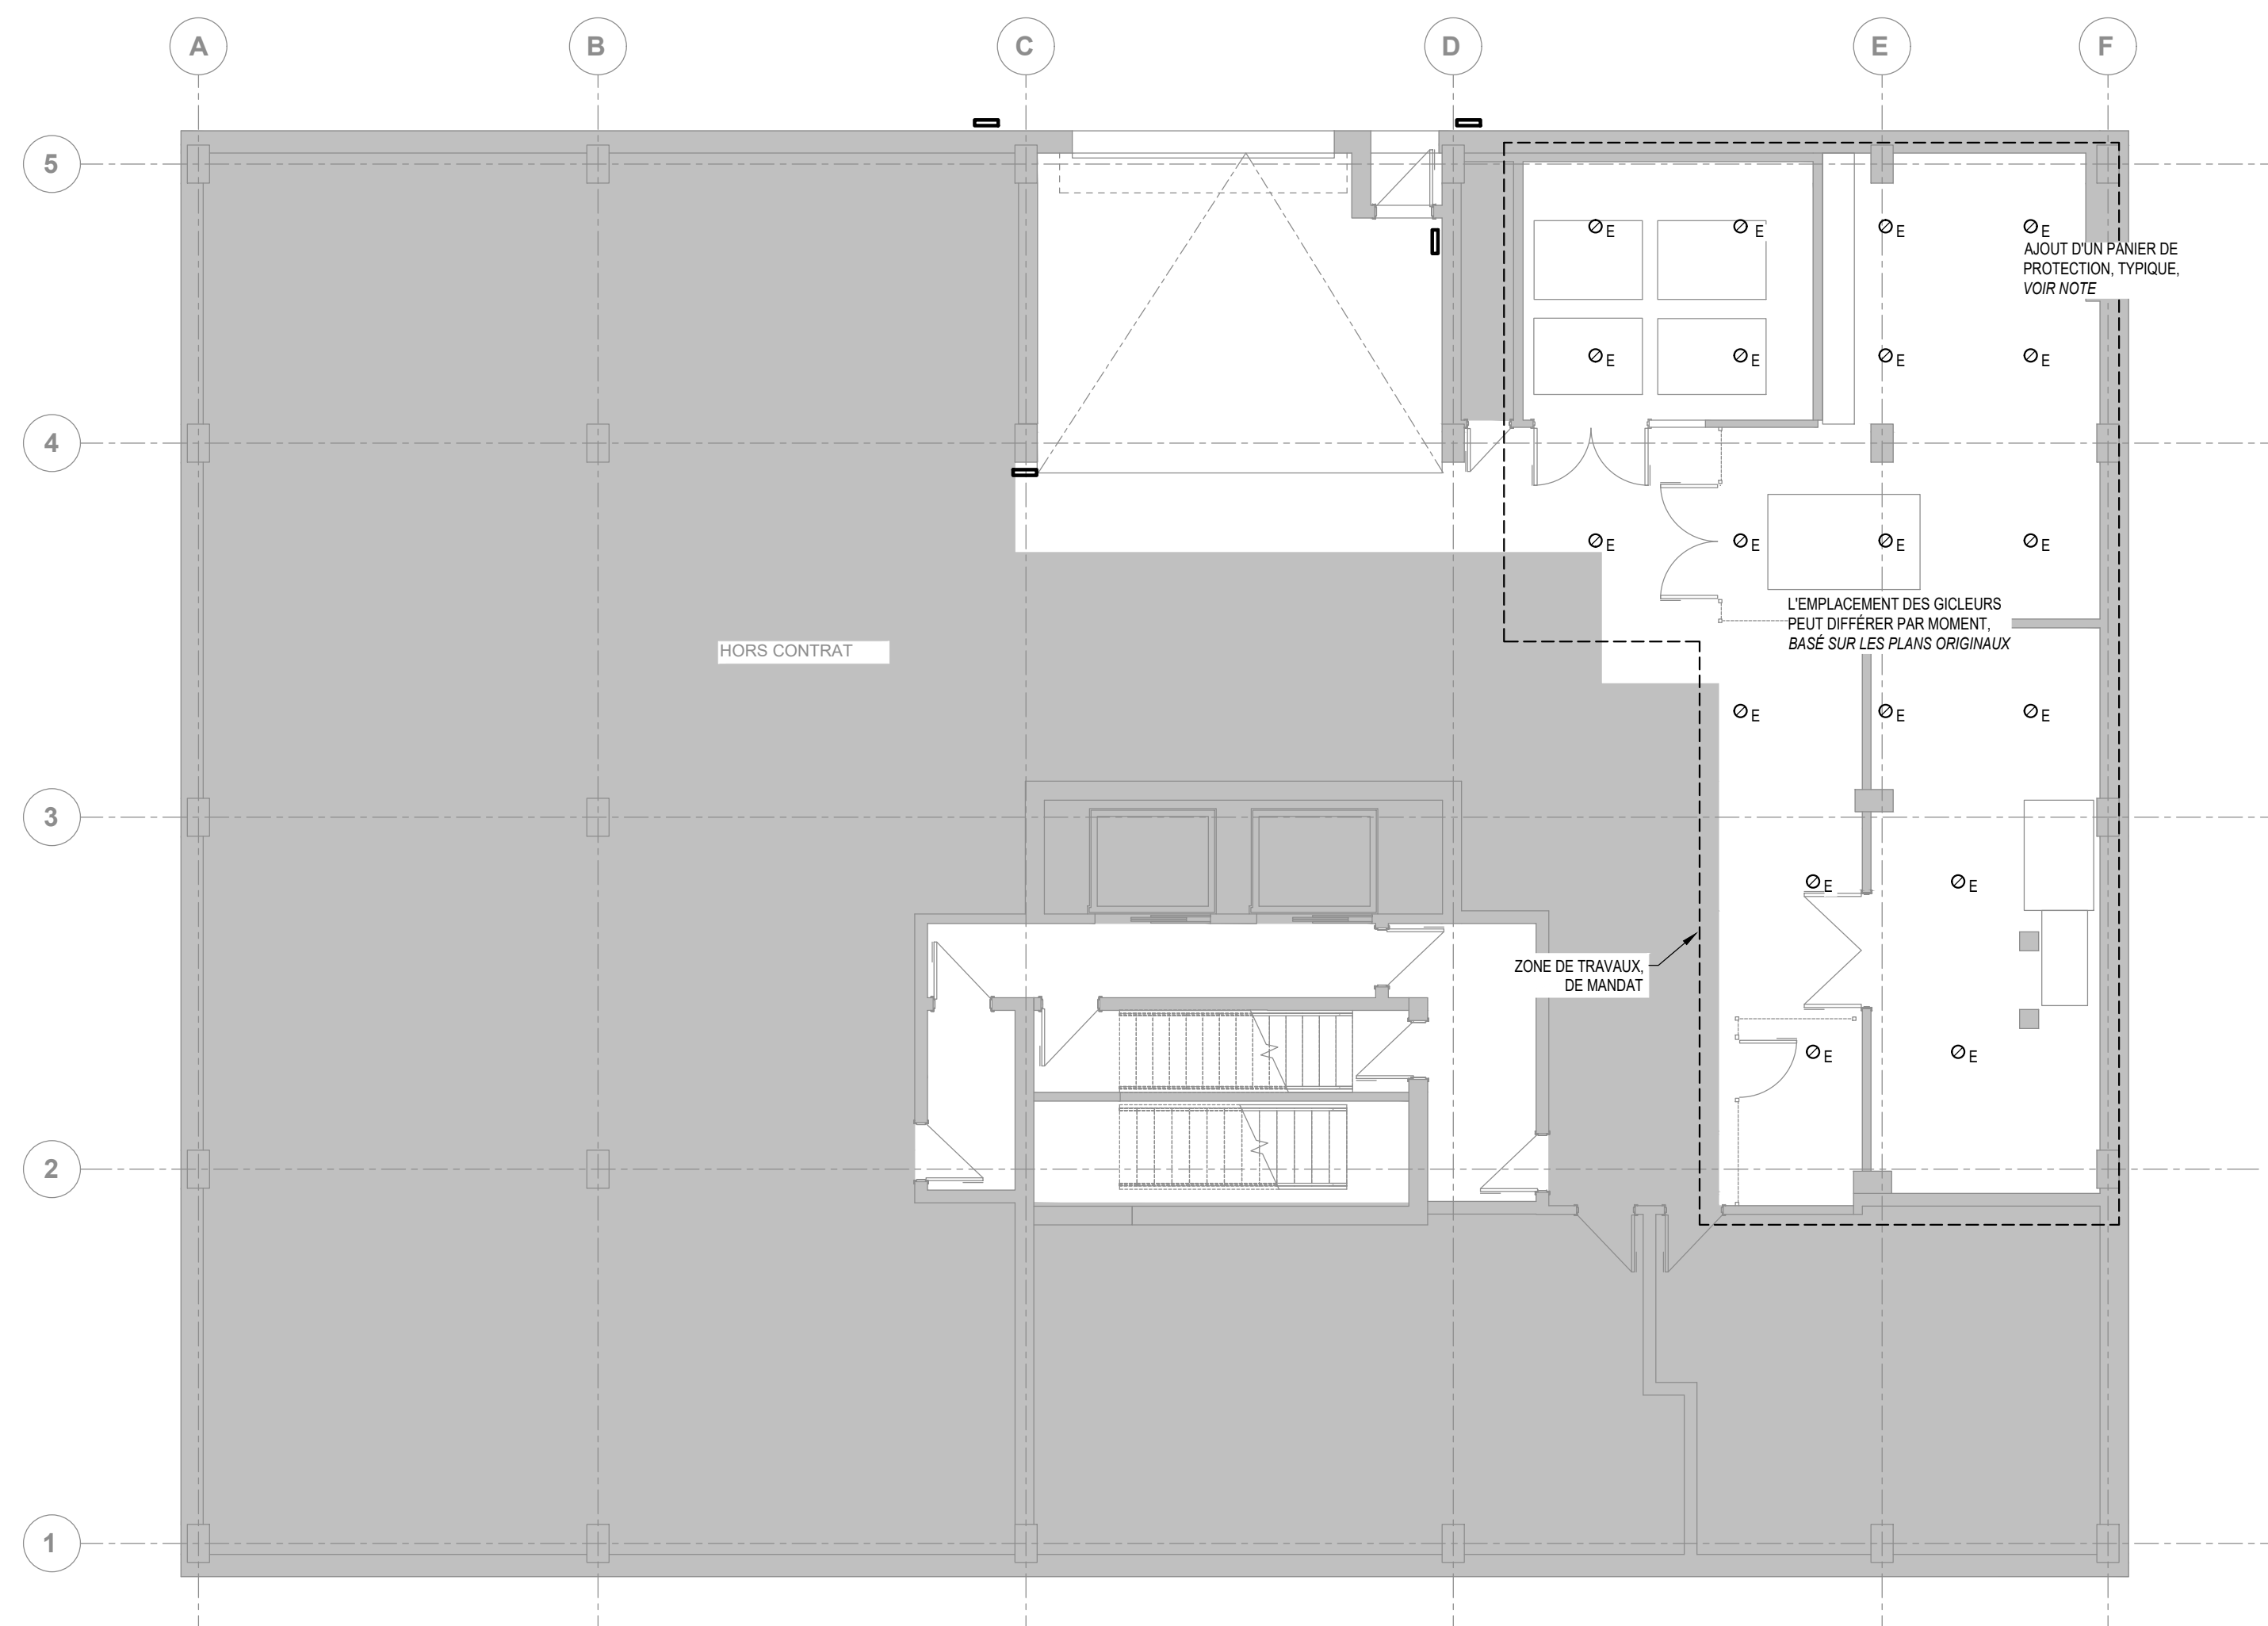 A B C D E F
5
E E E E
AJOUT D'UN PANIER DE
PROTECTION, TYPIQUE,
VOIR NOTE
E E E E
4
E E E E
L'EMPLACEMENT DES GICLEURS
PEUT DIFFÉRER PAR MOMENT,
BASÉ SUR LES PLANS ORIGINAUX
HORS CONTRAT
E E E
3
E E
ZONE DE TRAVAUX,
DE MANDAT
E E
2
1